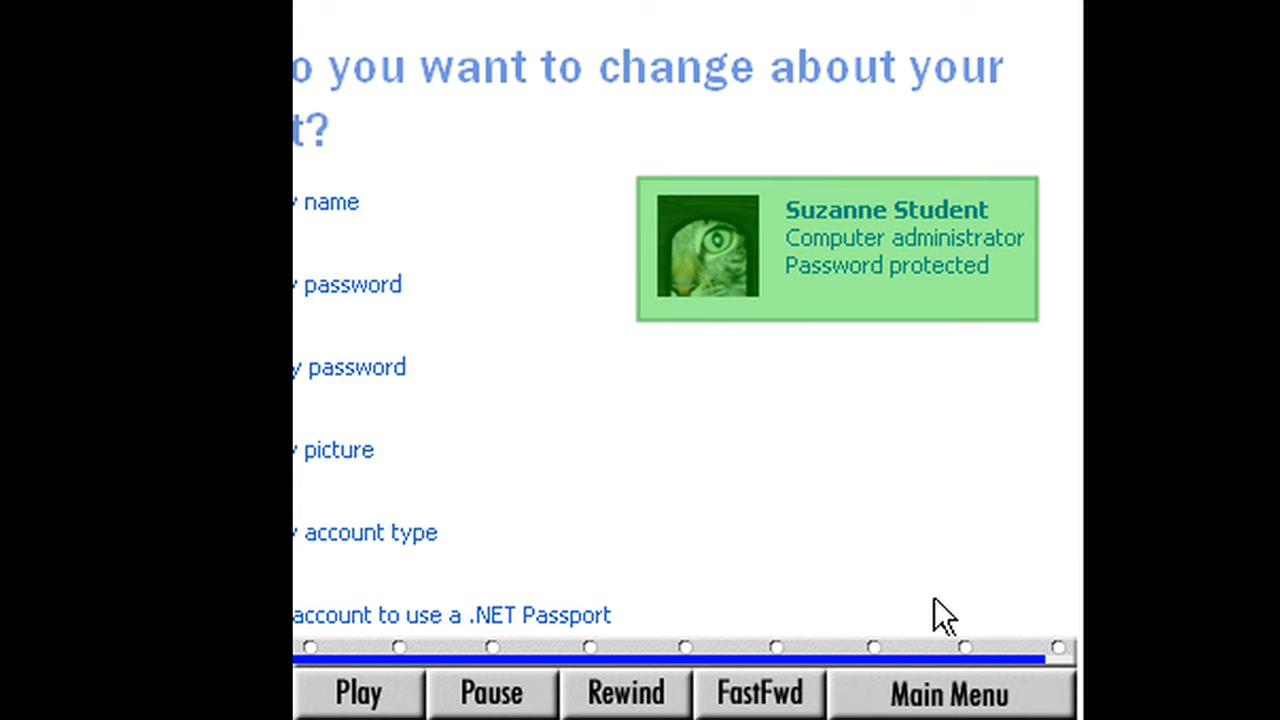 o you want to change about your
t?
name
password
password
picture
account type
account to use a .NET Passport
Suzanne Student
Computer administrator
Password protected
Play Pause Rewind FastFwd Main Menu